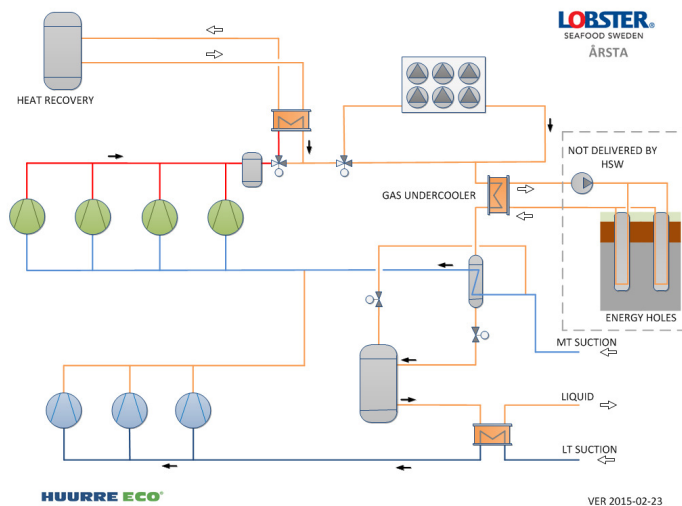 LOBSTER®
SEAFOOD SWEDEN
ÅRSTA
HEAT RECOVERY
NOT DELIVERED BY
HSW
GAS UNDERCOOLER
ENERGY HOLES
MT SUCTION
LIQUID
LT SUCTION
HUURRE ECO®
VER 2015-02-23